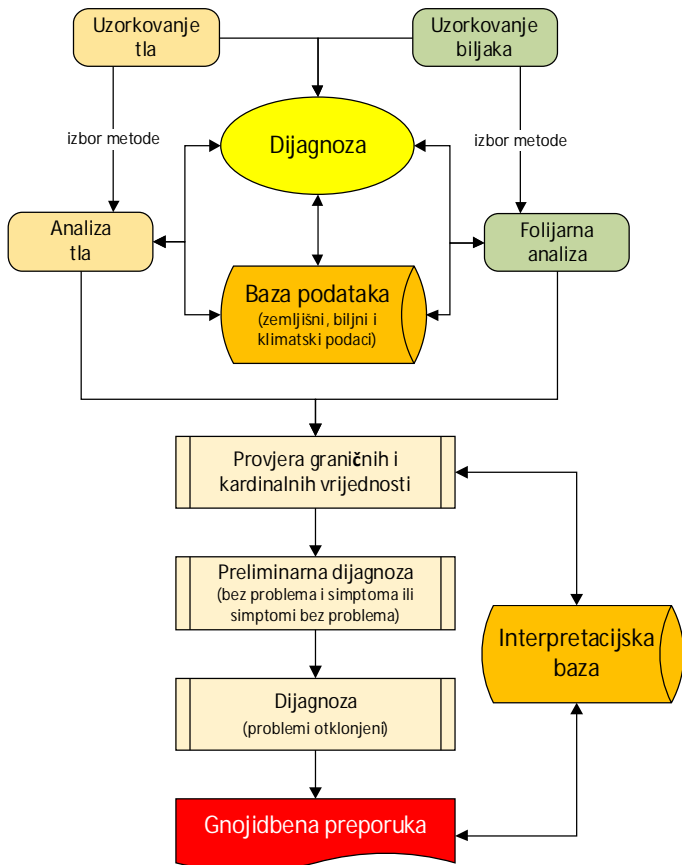 Uzorkovanje
tla
Uzorkovanje
biljaka
izbor metode
Dijagnoza
izbor metode
Analiza
tla
Folijarna
analiza
Baza podataka
(zemljišni, biljni i
klimatski podaci)
Provjera graničnih i
kardinalnih vrijednosti
Preliminarna dijagnoza
(bez problema i simptoma ili
simptomi bez problema)
Interpretacijska
baza
Dijagnoza
(problemi otklonjeni)
Gnojidbena preporuka